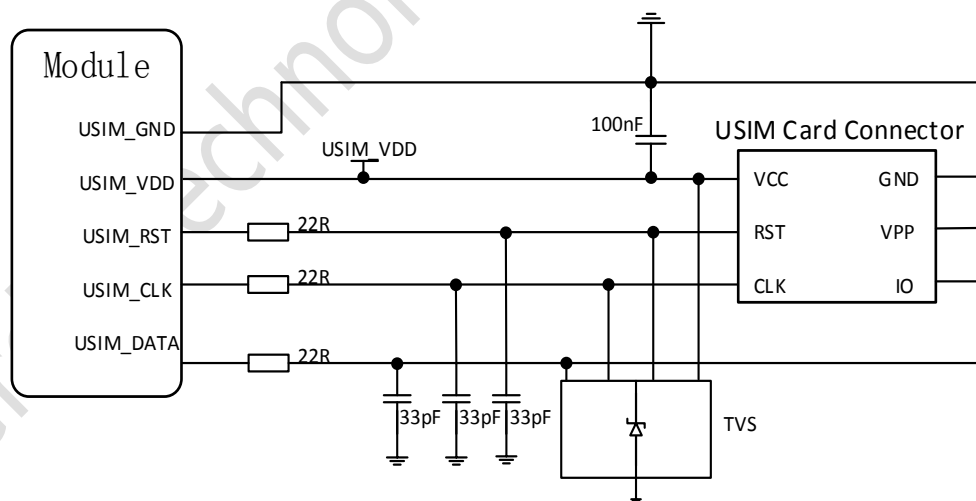 Module
USIM_GND
USIM_VDD
USIM_RST
USIM_CLK
USIM_DATA
USIM_VDD
100nF
22R
22R
22R
33pF
33pF
33pF
USIM Card Connector
VCC
GND
RST
VPP
CLK
IO
TVS